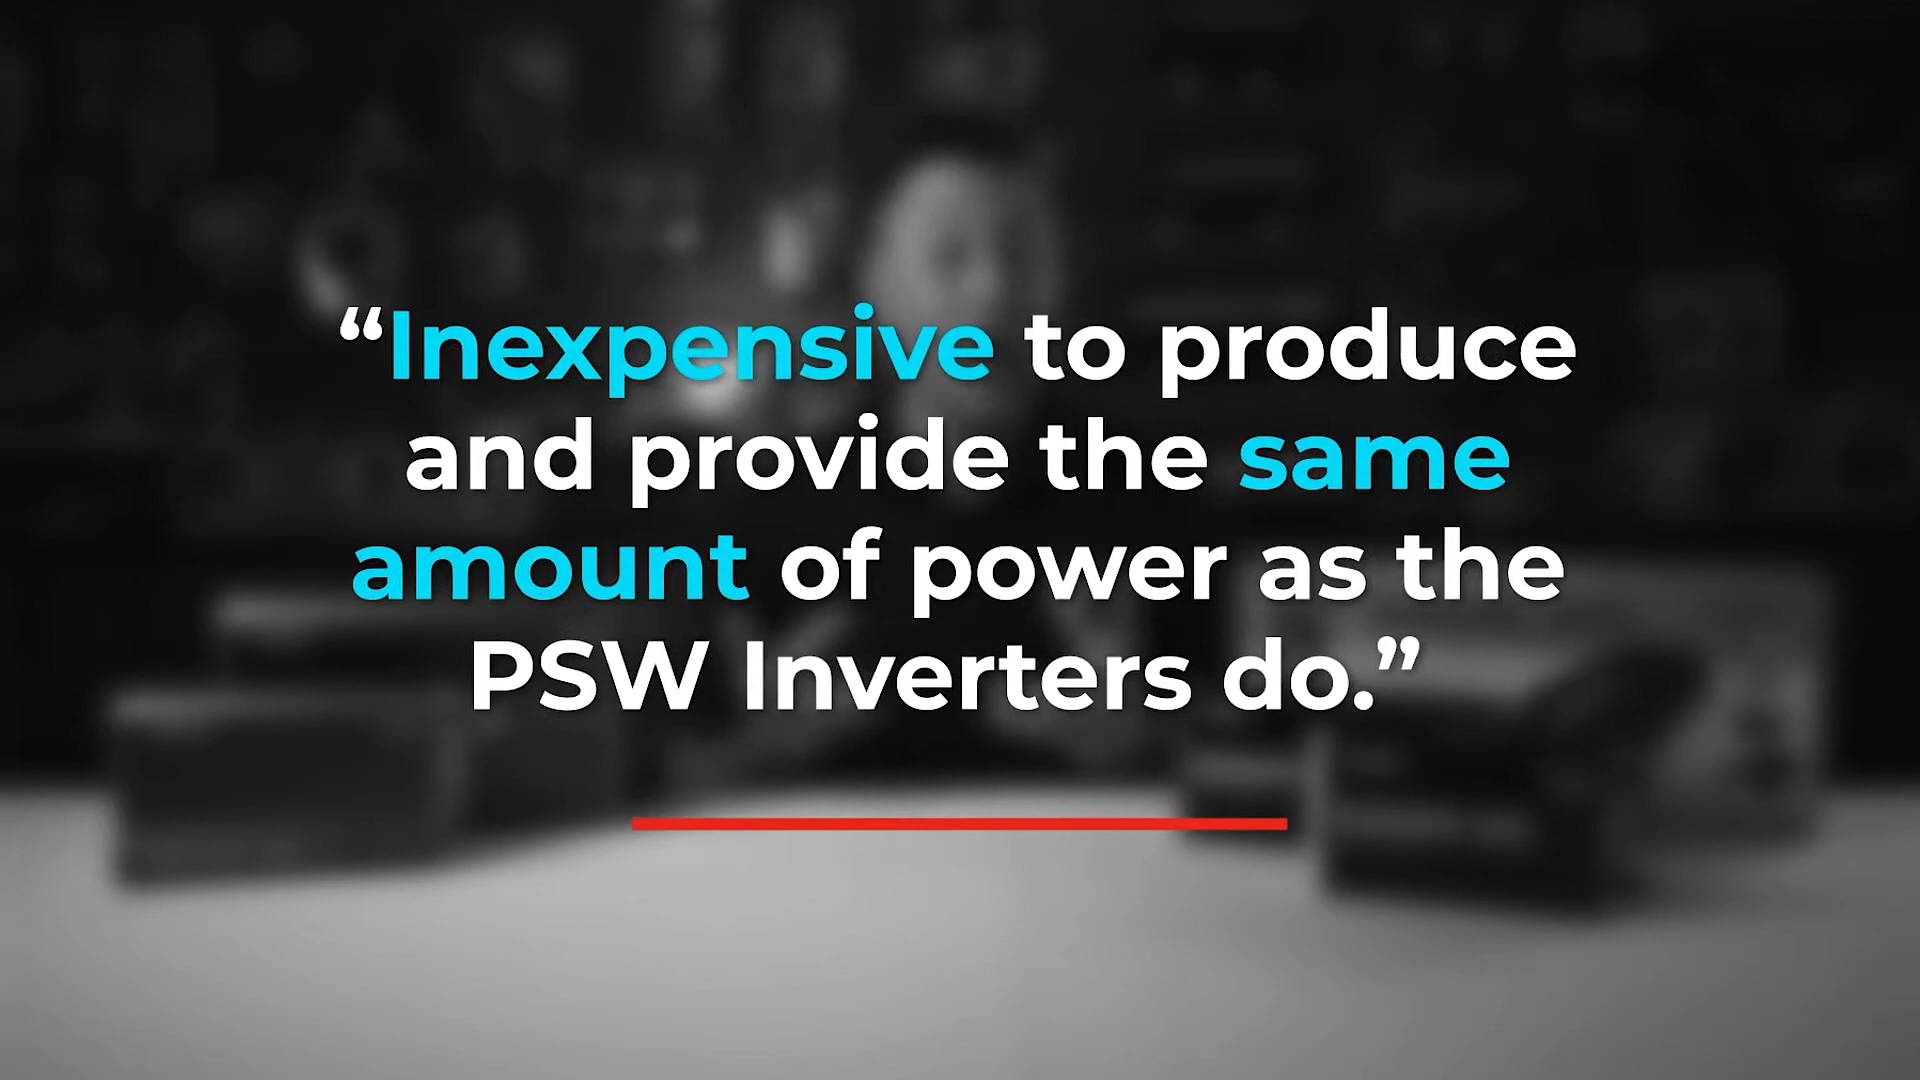 “Inexpensive to produce
and provide the same
amount of power as the
PSW Inverters do.”